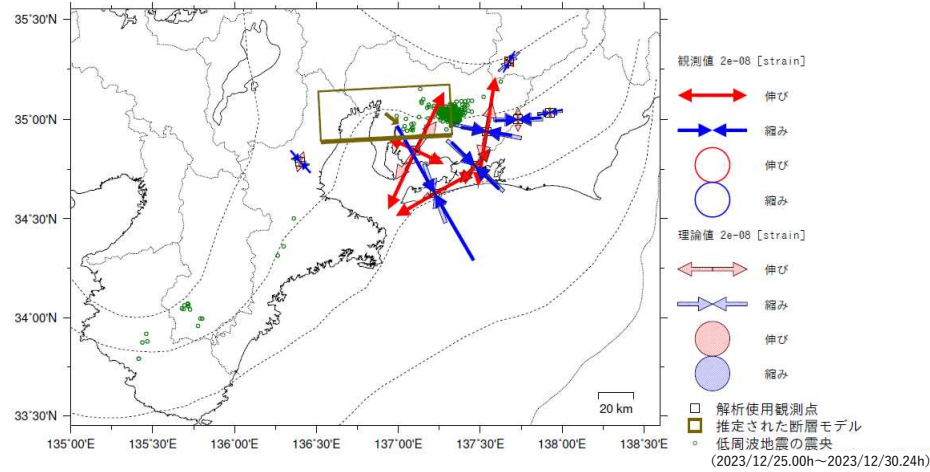 35°30'N
35°00'N
34°30'N
34°00'N
33°30'N
135°00'E 135°30'E 136°00'E 136°30'E 137°00'E 137°30'E 138°00'E 138°30'E
20 km
観測値 2e-08 [strain]
伸び
縮み
伸び
縮み
理論値 2e-08 [strain]
伸び
縮み
伸び
縮み
解析使用観測点
推定された断層モデル
低周波地震の震央
(2023/12/25.00h～2023/12/30.24h)